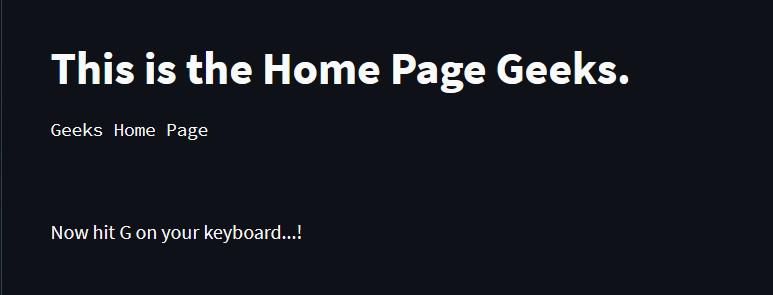 This is the Home Page Geeks.
Geeks Home Page
Now hit G on your keyboard...!